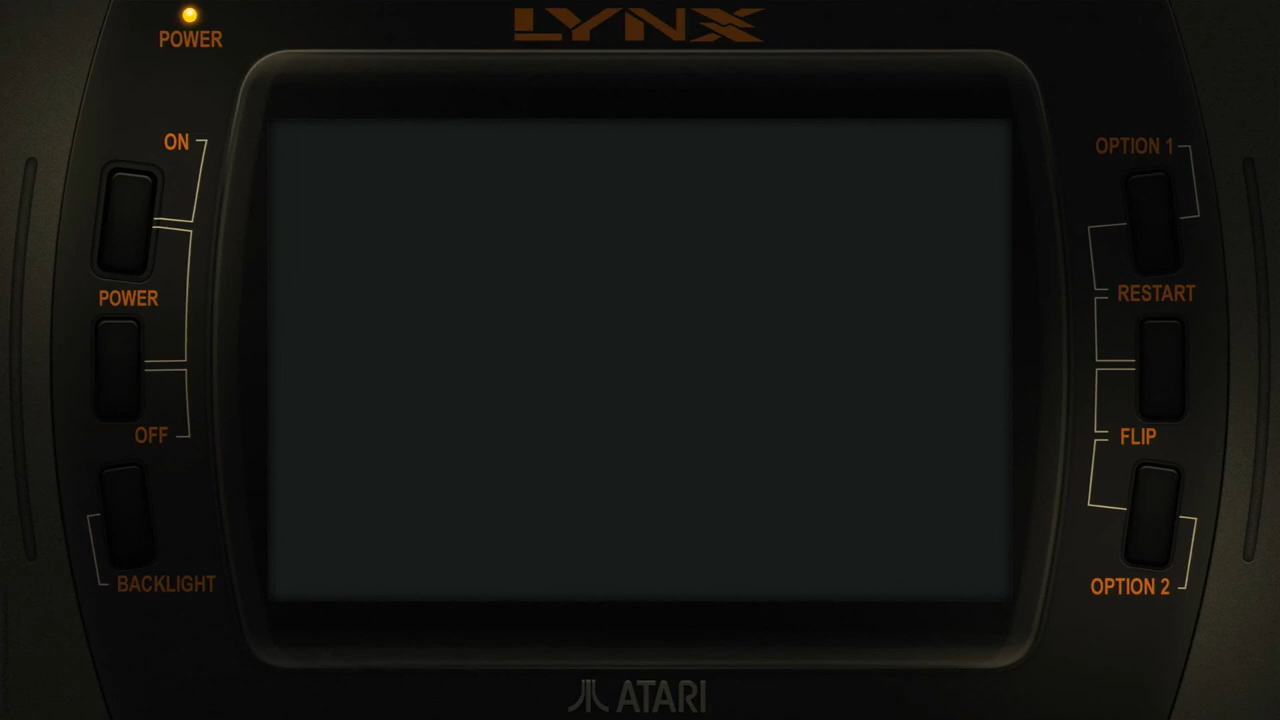 POWER
LYNX
ON
POWER
OFF
BACKLIGHT
OPTION 1
RESTART
FLIP
OPTION 2
ATARI